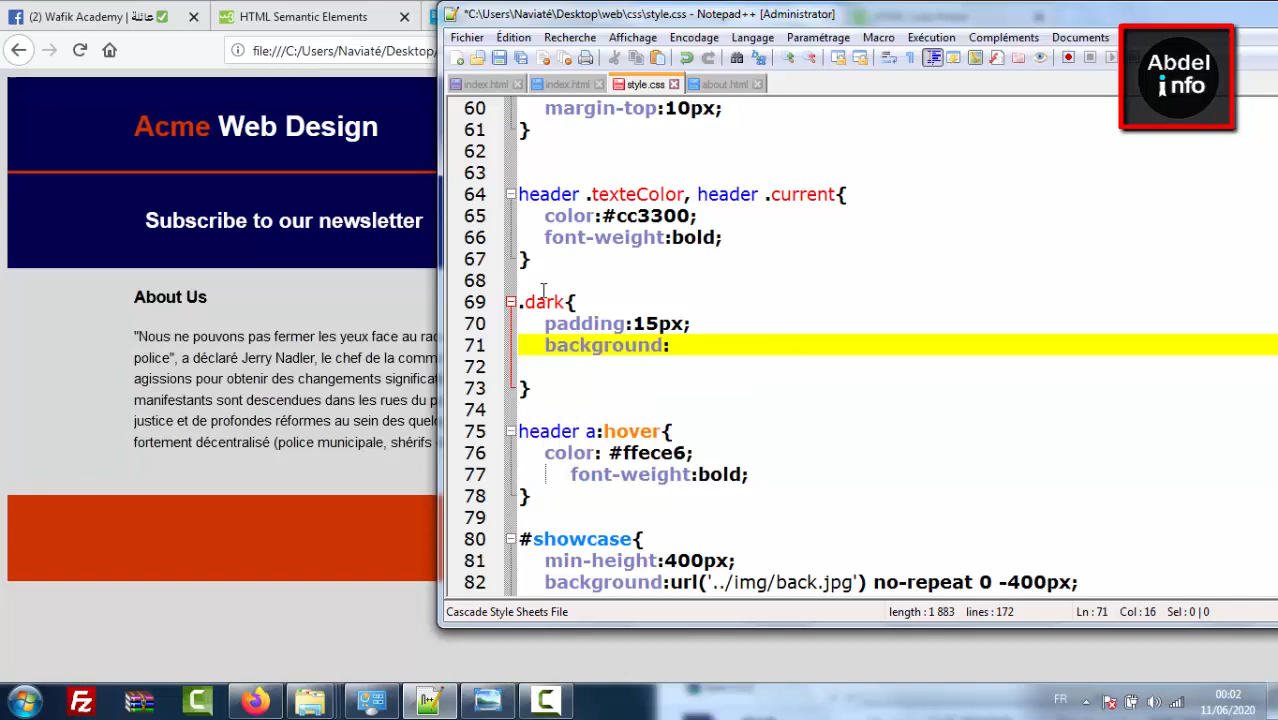 (2) Wafik Academy | عائلة
HTML Semantic Elements
*C:\Users\Naviaté\Desktop\web\css\style.css - Notepad++ [Administrator]
Fichier Édition Recherche Affichage Encodage Langage Paramétrage Macro Exécution Compléments Documents
file:///C:/Users/Naviaté/Desktop/
index.html index.html style.css about.html
Abdel
info
60 margin-top:10px;
61 }
62
63
64 header .texteColor, header .current{
65 color:#cc3300;
66 font-weight:bold;
67 }
68
69 .dark{
70 padding:15px;
71 background:
72
73 }
74
75 header a:hover{
76 color: #ffece6;
77 font-weight:bold;
78 }
79
80 #showcase{
81 min-height:400px;
82 background:url('../img/back.jpg') no-repeat 0 -400px;
Acme Web Design
Subscribe to our newsletter
About Us
"Nous ne pouvons pas fermer les yeux face au
police", a déclaré Jerry Nadler, le chef de la
agissions pour obtenir des changements
manifestants sont descendues dans les rues du
justice et de profondes réformes au sein des
fortement décentralisé (police municipale, shérifs
Cascade Style Sheets File
length : 1 883 lines : 172
Ln : 71 Col : 16 Sel : 0 | 0
FR
00:02
11/06/2020